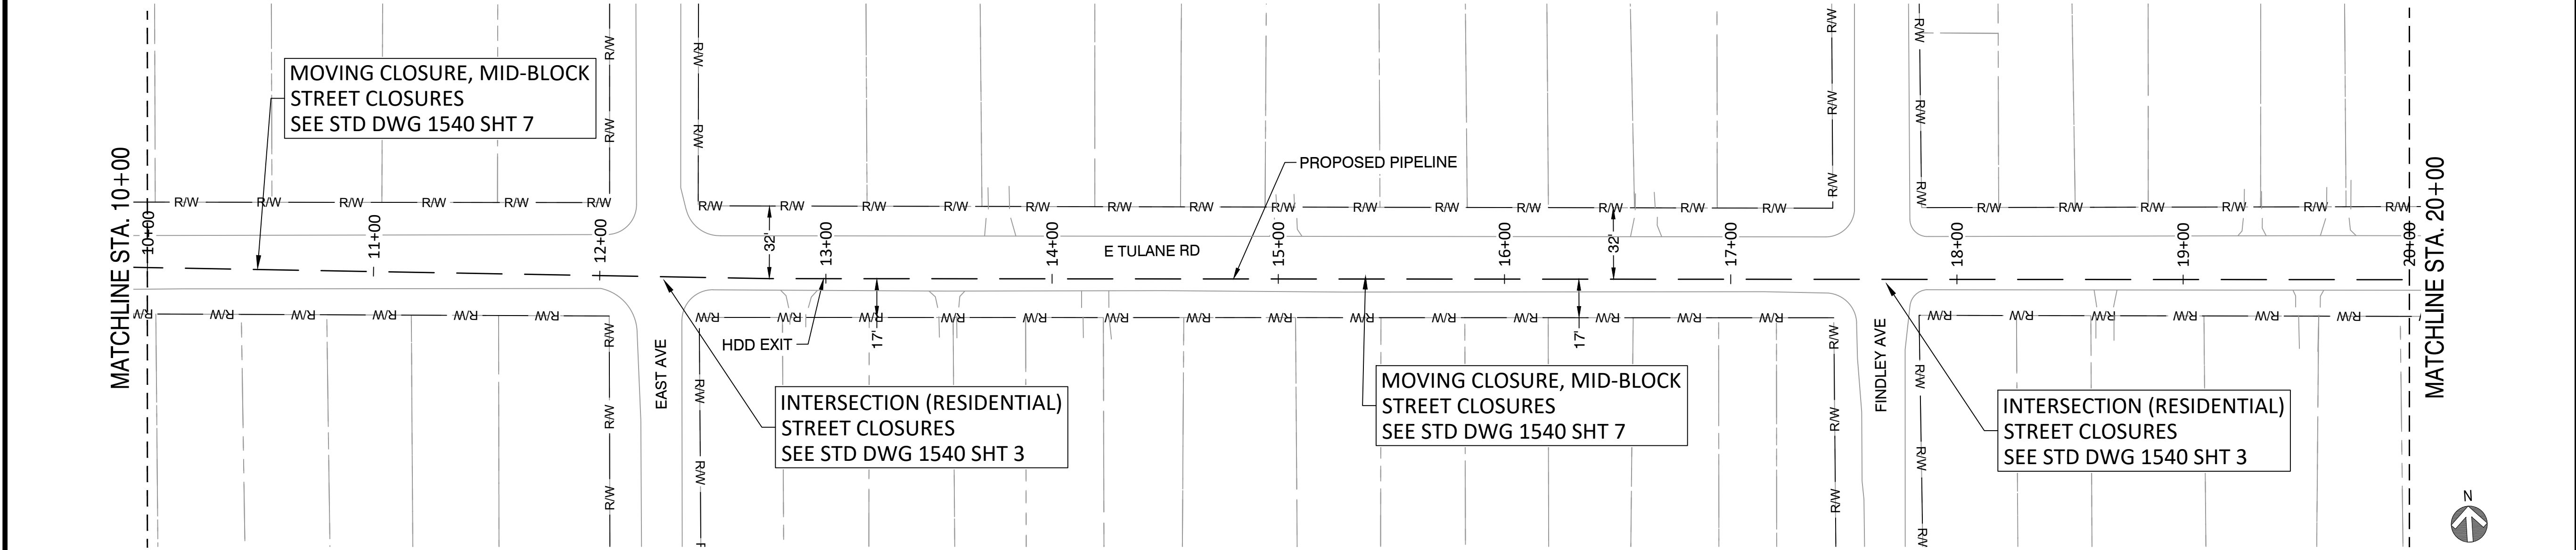 MOVING CLOSURE, MID-BLOCK
STREET CLOSURES
SEE STD DWG 1540 SHT 7
MATCHLINE STA. 10+00
R/W R/W R/W R/W R/W R/W
R/W
R/W
R/W
R/W
R/W R/W R/W R/W R/W R/W R/W R/W R/W R/W R/W R/W R/W R/W
R/W
R/W
R/W
R/W
R/W
R/W
R/W R/W R/W R/W R/W R/W
PROPOSED PIPELINE
10+00
11+00
12+00
13+00
14+00
15+00
16+00
17+00
18+00
19+00
20+00
32'
32'
E TULANE RD
MATCHLINE STA. 20+00
R/W R/W R/W R/W R/W R/W
R/W R/W R/W R/W R/W R/W R/W R/W R/W R/W R/W R/W R/W R/W
R/W R/W R/W R/W R/W R/W
17'
17'
HDD EXIT
EAST AVE
FINDLEY AVE
R/W
R/W
R/W
R/W
R/W
R/W
R/W
R/W
R/W
R/W
R/W
R/W
INTERSECTION (RESIDENTIAL)
STREET CLOSURES
SEE STD DWG 1540 SHT 3
MOVING CLOSURE, MID-BLOCK
STREET CLOSURES
SEE STD DWG 1540 SHT 7
INTERSECTION (RESIDENTIAL)
STREET CLOSURES
SEE STD DWG 1540 SHT 3
N